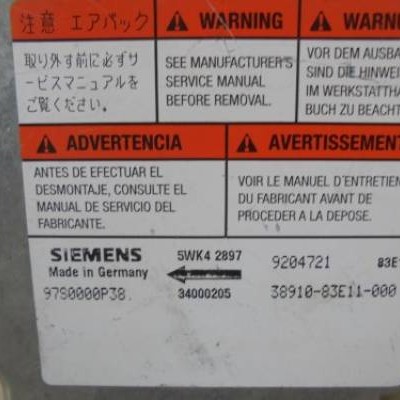 注意 エアバック
取り外す前に必ずサ
ービスマニュアルを
ご覧ください。
WARNING
SEE MANUFACTURER'S
SERVICE MANUAL
BEFORE REMOVAL.
WARN
VOR DEM AUSBA
SIND DIE HINWEI
IM WERKSTATTHA
BUCH ZU BEACHT
ADVERTENCIA
ANTES DE EFECTUAR EL
DESMONTAJE, CONSULTE EL
MANUAL DE SERVICIO DEL
FABRICANTE.
AVERTISSEMENT
VOIR LE MANUEL D'ENTRETIEN
DU FABRICANT AVANT DE
PROCEDER A LA DEPOSE.
SIEMENS 5WK4 2897 9204721 83E
Made in Germany
97S0000P38. 34000205 38910-83E11-000